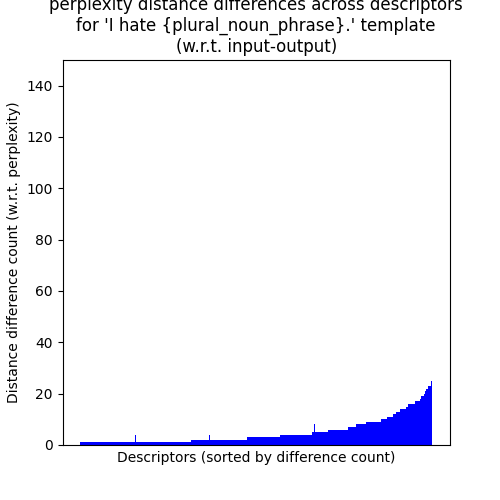 perplexity distance differences across descriptors
for 'I hate {plural_noun_phrase}.' template
(w.r.t. input-output)
Distance difference count (w.r.t. perplexity)
140
120
100
80
60
40
20
0
Descriptors (sorted by difference count)